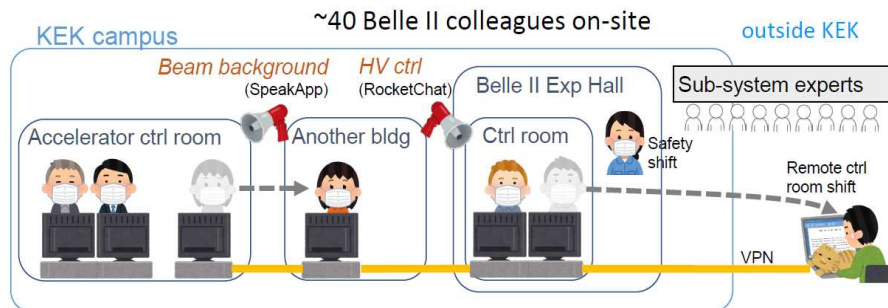 ~40 Belle II colleagues on-site
KEK campus
outside KEK
Beam background
(SpeakApp)
HV ctrl
(RocketChat)
Belle II Exp Hall
Sub-system experts
Accelerator ctrl room
Another bldg
Ctrl room
Safety
shift
Remote ctrl
room shift
VPN